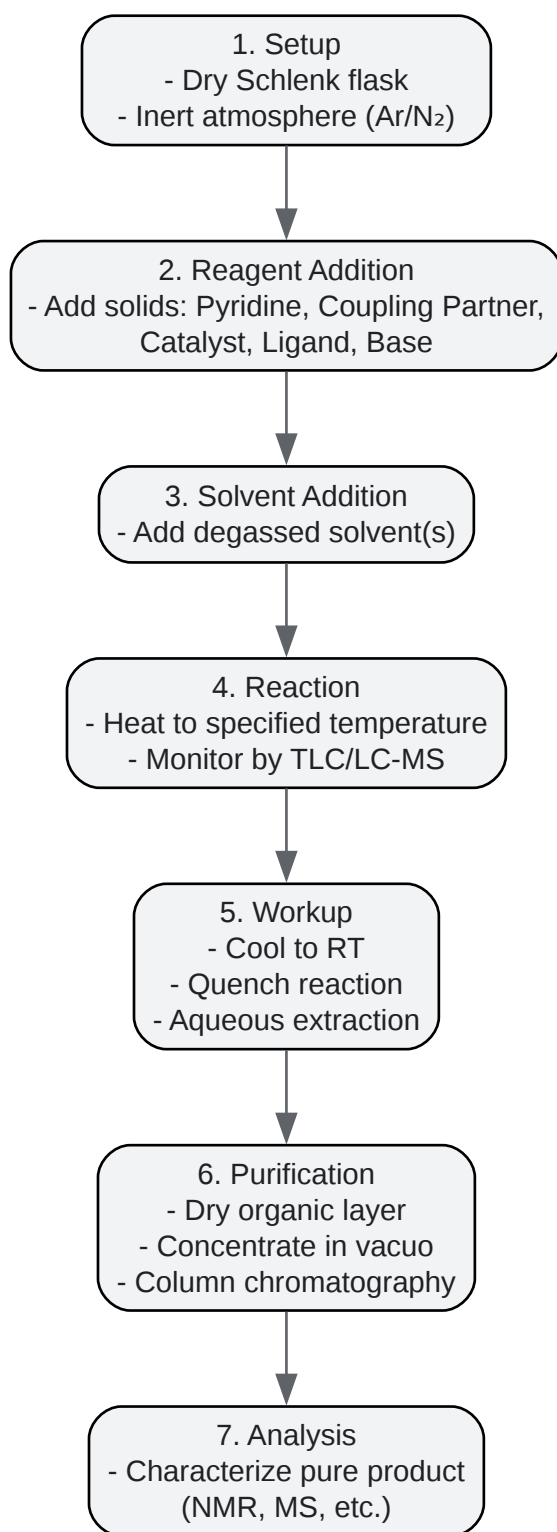 1. Setup
- Dry Schlenk flask
- Inert atmosphere (Ar/N₂)
2. Reagent Addition
- Add solids: Pyridine, Coupling Partner,
Catalyst, Ligand, Base
3. Solvent Addition
- Add degassed solvent(s)
4. Reaction
- Heat to specified temperature
- Monitor by TLC/LC-MS
5. Workup
- Cool to RT
- Quench reaction
- Aqueous extraction
6. Purification
- Dry organic layer
- Concentrate in vacuo
- Column chromatography
7. Analysis
- Characterize pure product
(NMR, MS, etc.)